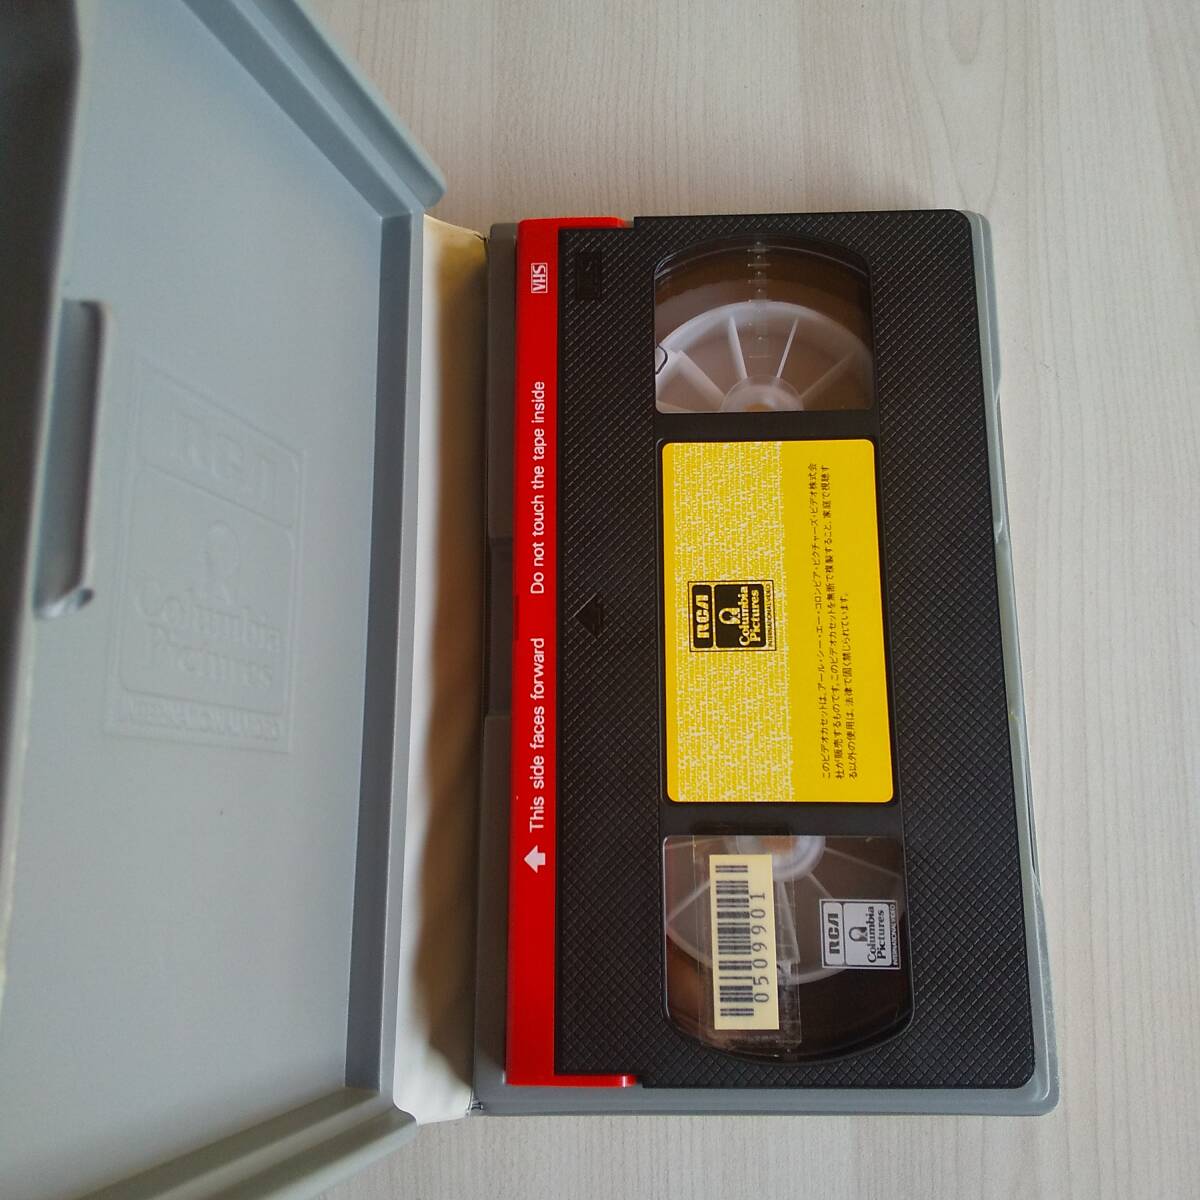 VHS
This side faces forward Do not touch the tape inside
RCA
Columbia
Pictures
INTERNATIONAL VIDEO
このビデオカセットは、アール・シー・エー・コロンビア・ピクチャーズ・ビデオ株式会
社が販売するものです。このビデオカセットを無断で複製すること、家庭で視聴す
る以外の使用は、法律で固く禁じられています。
0509901
RCA
Columbia
Pictures
INTERNATIONAL VIDEO
VHS
Columbia
Pictures